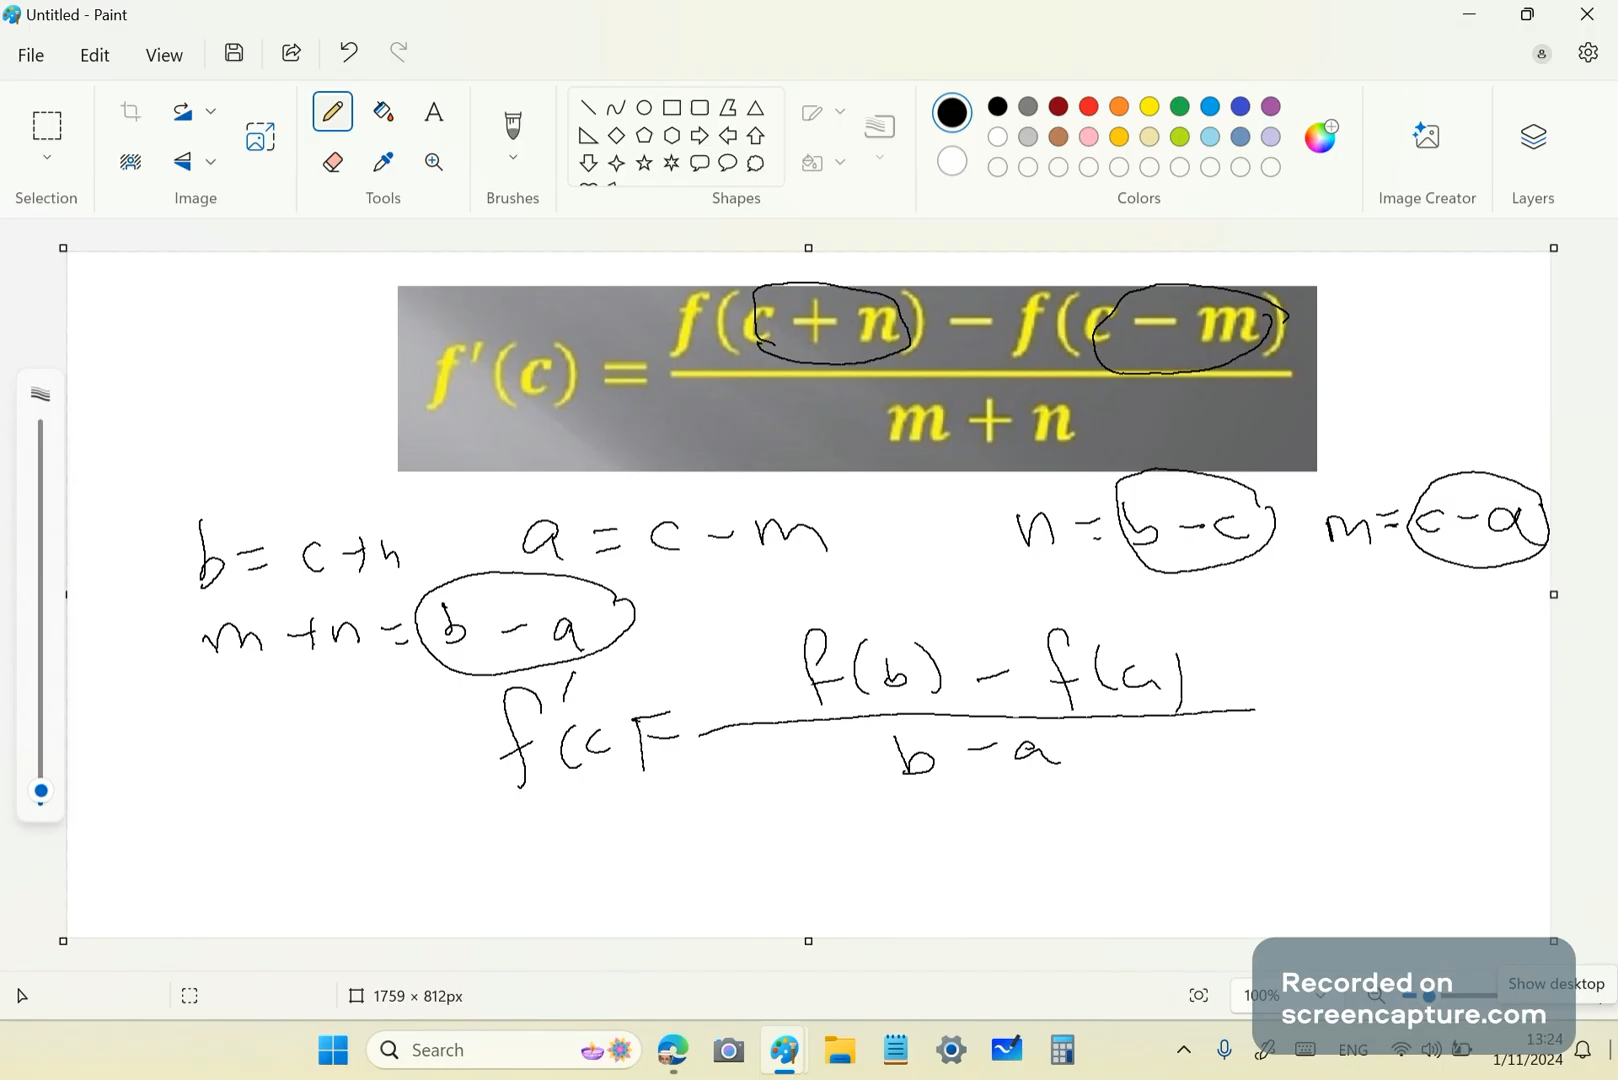 Untitled - Paint
File Edit View
Selection Image Tools Brushes Shapes Colors Image Creator Layers
f'(c) = f(c + n) − f(c − m) / m + n
b = c + n a = c − m n = b − c m = c − a
m + n = b − a
f'(c) = f(b) − f(a) / b − a
1759 × 812px 100% Show desktop
Recorded on
screencapture.com
Search ENG 13:24
1/11/2024